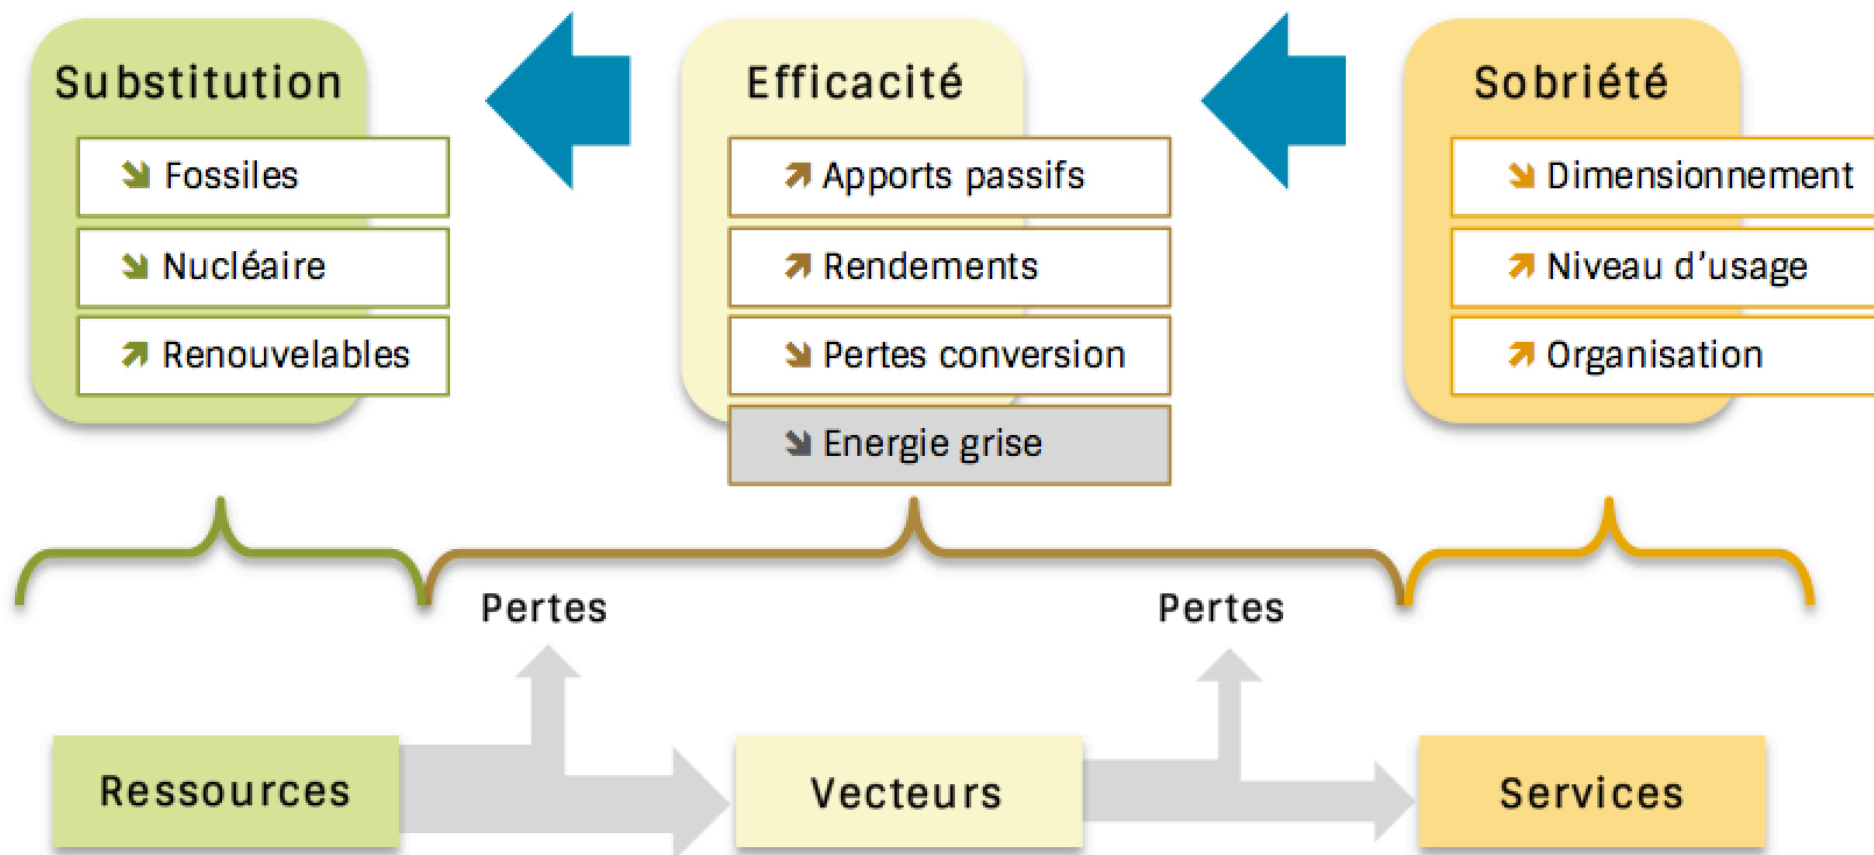 Substitution
↘ Fossiles
↘ Nucléaire
↗ Renouvelables
Efficacité
↗ Apports passifs
↗ Rendements
↘ Pertes conversion
↘ Energie grise
Sobriété
↘ Dimensionnement
↗ Niveau d'usage
↗ Organisation
Pertes
Pertes
Ressources
Vecteurs
Services